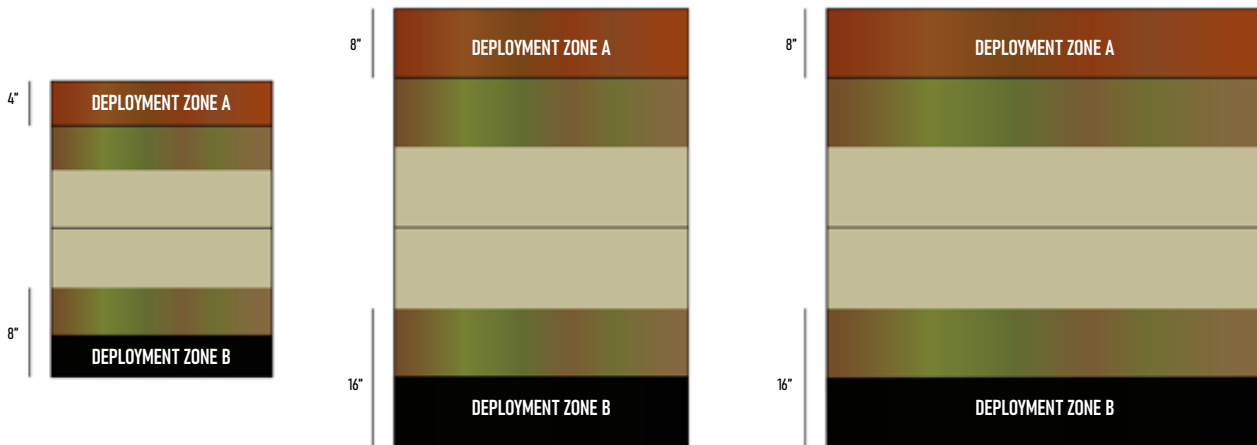 4”
DEPLOYMENT ZONE A
8”
DEPLOYMENT ZONE B
8”
DEPLOYMENT ZONE A
16”
DEPLOYMENT ZONE B
8”
DEPLOYMENT ZONE A
16”
DEPLOYMENT ZONE B